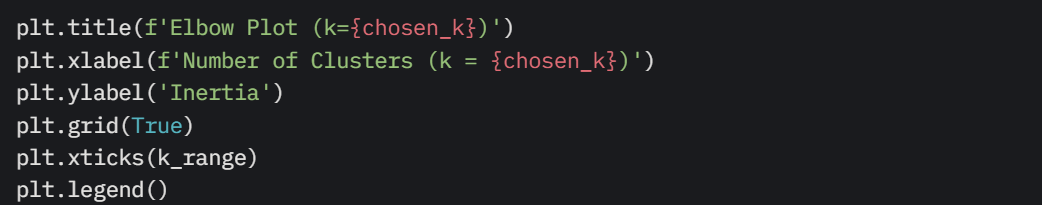 plt.title(f'Elbow Plot (k={chosen_k})')
plt.xlabel(f'Number of Clusters (k = {chosen_k})')
plt.ylabel('Inertia')
plt.grid(True)
plt.xticks(k_range)
plt.legend()